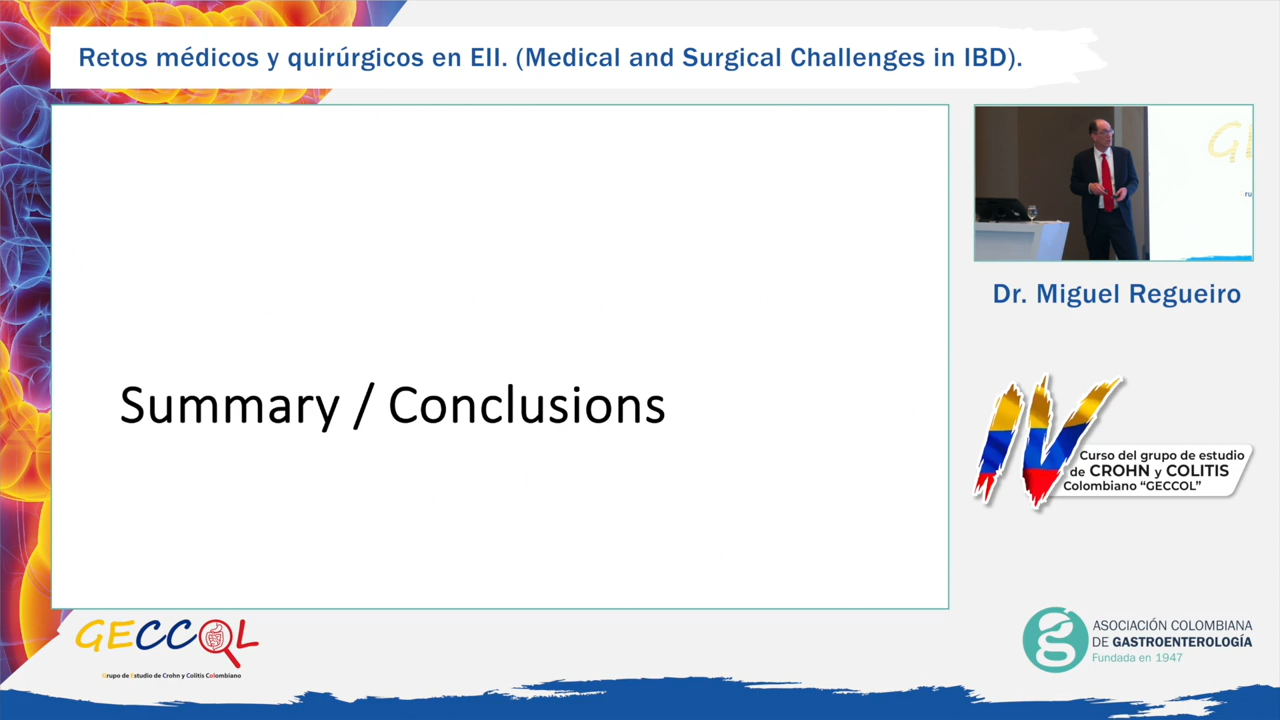 Retos médicos y quirúrgicos en EII. (Medical and Surgical Challenges in IBD).
Summary / Conclusions
Dr. Miguel Regueiro
IV
Curso del grupo de estudio
de CROHN y COLITIS
Colombiano “GECCOL”
GECCOL
Grupo de Estudio de Crohn y Colitis Colombiano
ASOCIACIÓN COLOMBIANA
DE GASTROENTEROLOGÍA
Fundada en 1947